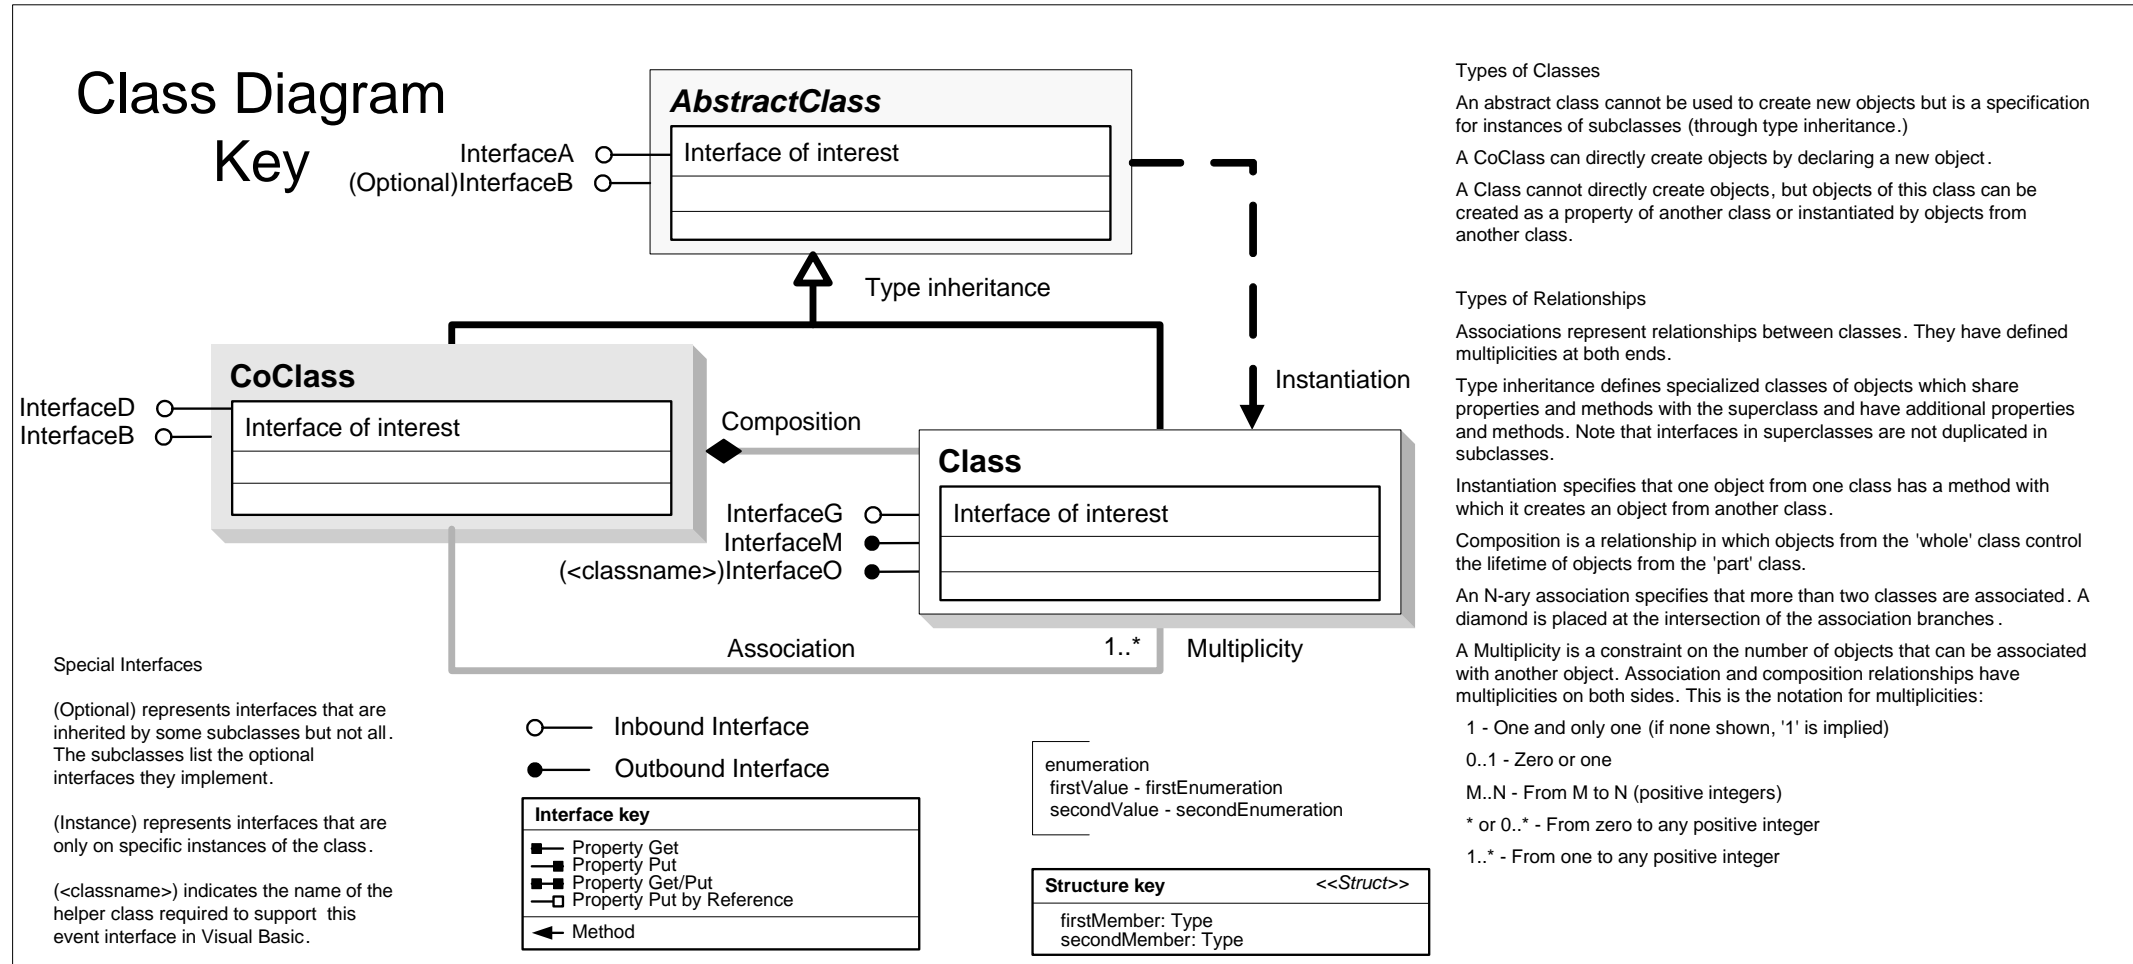 Class Diagram
Key
AbstractClass
Interface of interest
InterfaceA
(Optional)InterfaceB
Type inheritance
CoClass
Interface of interest
InterfaceD
InterfaceB
Composition
Instantiation
Class
Interface of interest
InterfaceG
InterfaceM
(<classname>)InterfaceO
Association
1..*
Multiplicity
Special Interfaces
(Optional) represents interfaces that are
inherited by some subclasses but not all.
The subclasses list the optional
interfaces they implement.
(Instance) represents interfaces that are
only on specific instances of the class.
(<classname>) indicates the name of the
helper class required to support this
event interface in Visual Basic.
Inbound Interface
Outbound Interface
Interface key
Property Get
Property Put
Property Get/Put
Property Put by Reference
Method
enumeration
firstValue - firstEnumeration
secondValue - secondEnumeration
Structure key <<Struct>>
firstMember: Type
secondMember: Type
Types of Classes
An abstract class cannot be used to create new objects but is a specification
for instances of subclasses (through type inheritance.)
A CoClass can directly create objects by declaring a new object.
A Class cannot directly create objects, but objects of this class can be
created as a property of another class or instantiated by objects from
another class.
Types of Relationships
Associations represent relationships between classes. They have defined
multiplicities at both ends.
Type inheritance defines specialized classes of objects which share
properties and methods with the superclass and have additional properties
and methods. Note that interfaces in superclasses are not duplicated in
subclasses.
Instantiation specifies that one object from one class has a method with
which it creates an object from another class.
Composition is a relationship in which objects from the 'whole' class control
the lifetime of objects from the 'part' class.
An N-ary association specifies that more than two classes are associated. A
diamond is placed at the intersection of the association branches.
A Multiplicity is a constraint on the number of objects that can be associated
with another object. Association and composition relationships have
multiplicities on both sides. This is the notation for multiplicities:
1 - One and only one (if none shown, '1' is implied)
0..1 - Zero or one
M..N - From M to N (positive integers)
* or 0..* - From zero to any positive integer
1..* - From one to any positive integer